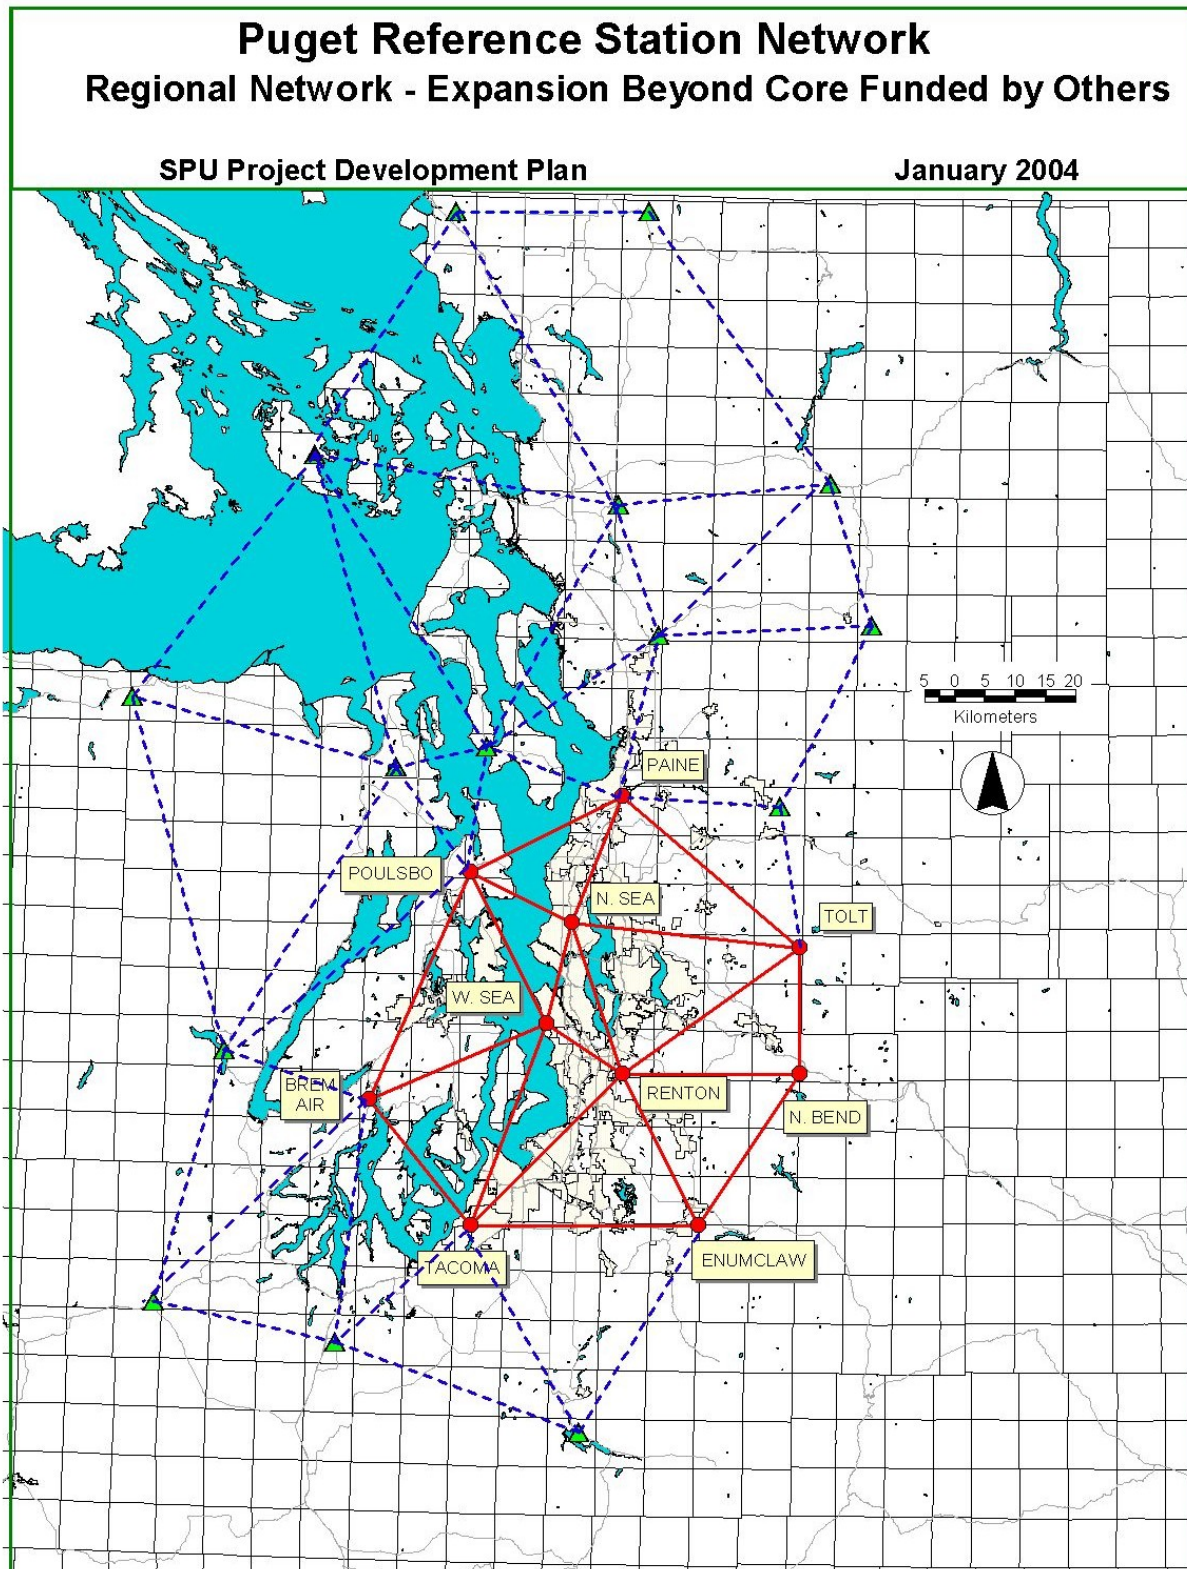 Puget Reference Station Network
Regional Network - Expansion Beyond Core Funded by Others
SPU Project Development Plan January 2004
5 0 5 10 15 20
Kilometers
PAINE
POULSBO
N. SEA
TOLT
W. SEA
BREM
AIR
RENTON
N. BEND
TACOMA
ENUMCLAW